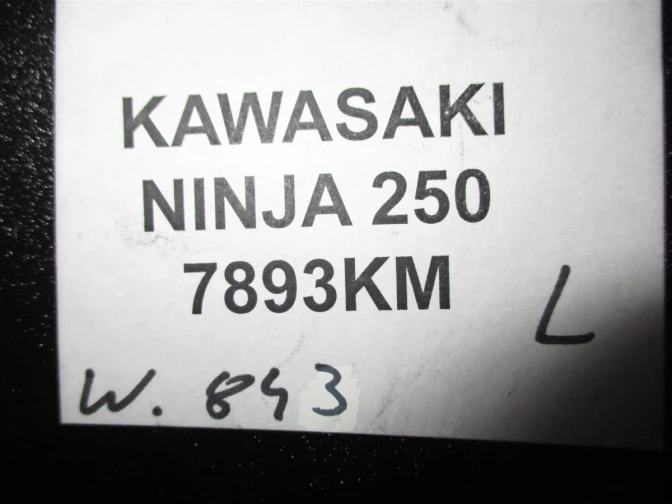 KAWASAKI
NINJA 250
7893KM
L
W. 843